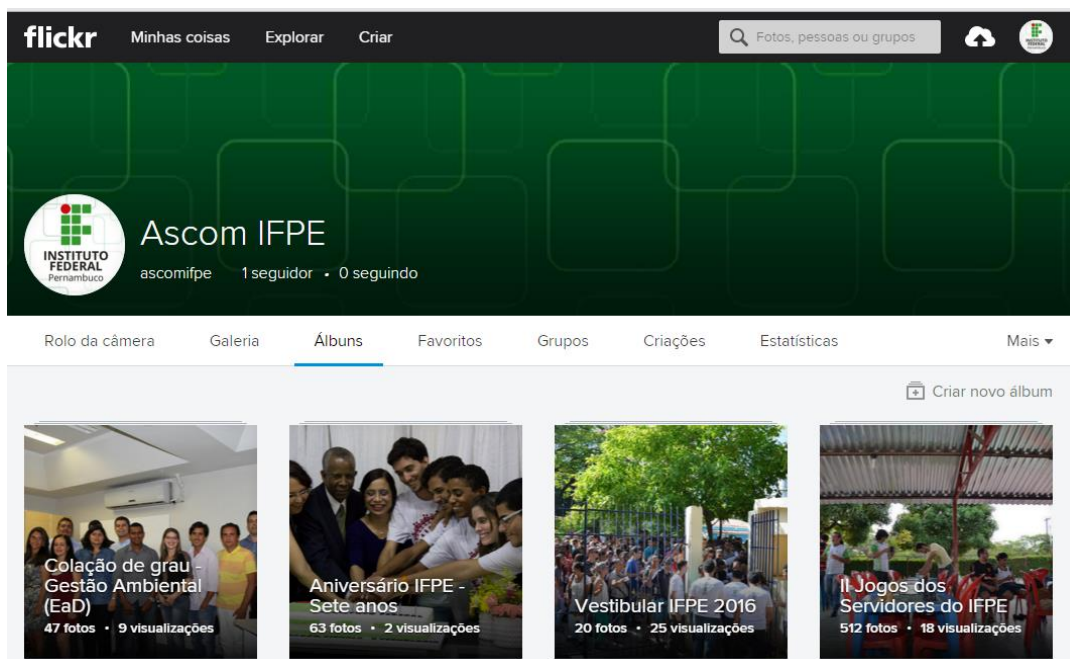 flickr Minhas coisas Explorar Criar Fotos, pessoas ou grupos
INSTITUTO
FEDERAL
Pernambuco
Ascom IFPE
ascomifpe 1 seguidor • 0 seguindo
Rolo da câmera Galeria Álbuns Favoritos Grupos Criações Estatísticas Mais
Criar novo álbum
Colação de grau -
Gestão Ambiental
(EaD)
47 fotos • 9 visualizações
Aniversário IFPE -
Sete anos
63 fotos • 2 visualizações
Vestibular IFPE 2016
20 fotos • 25 visualizações
II Jogos dos
Servidores do IFPE
512 fotos • 18 visualizações